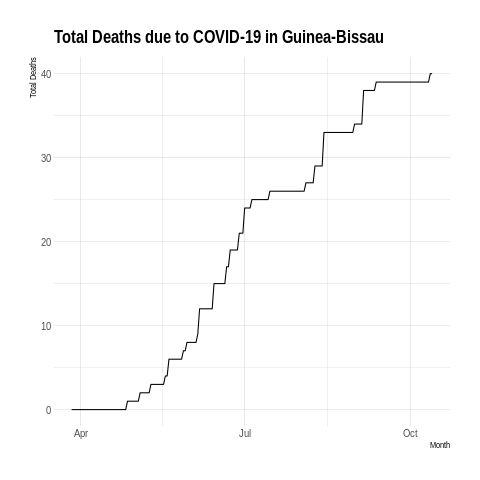 Total Deaths due to COVID-19 in Guinea-Bissau
Total Deaths
40
30
20
10
0
Apr
Jul
Oct
Month